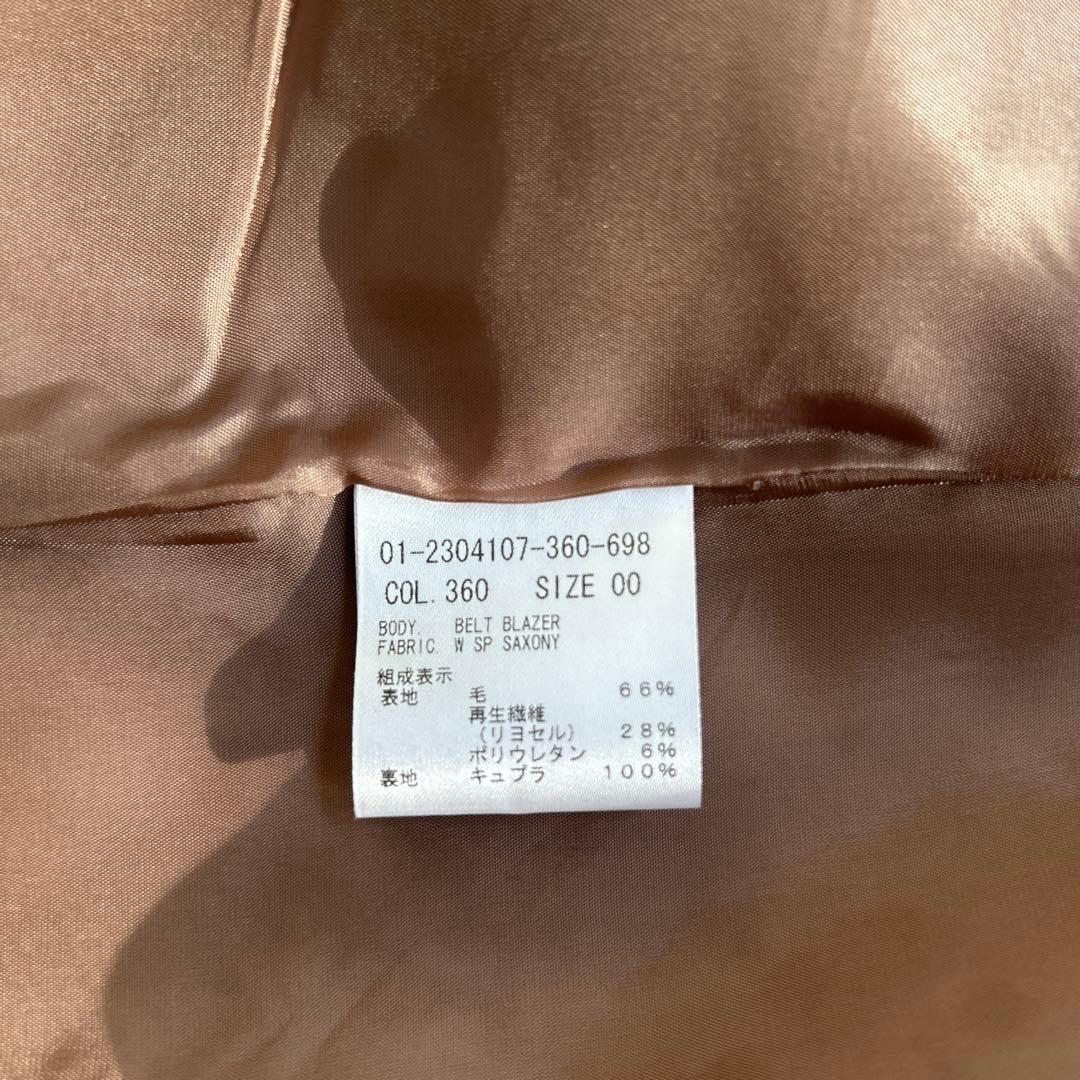 01-2304107-360-698
COL. 360 SIZE 00
BODY. BELT BLAZER
FABRIC. W SP SAXONY
組成表示
表地 毛 66%
再生繊維
(リヨセル) 28%
ポリウレタン 6%
裏地 キュプラ 100%